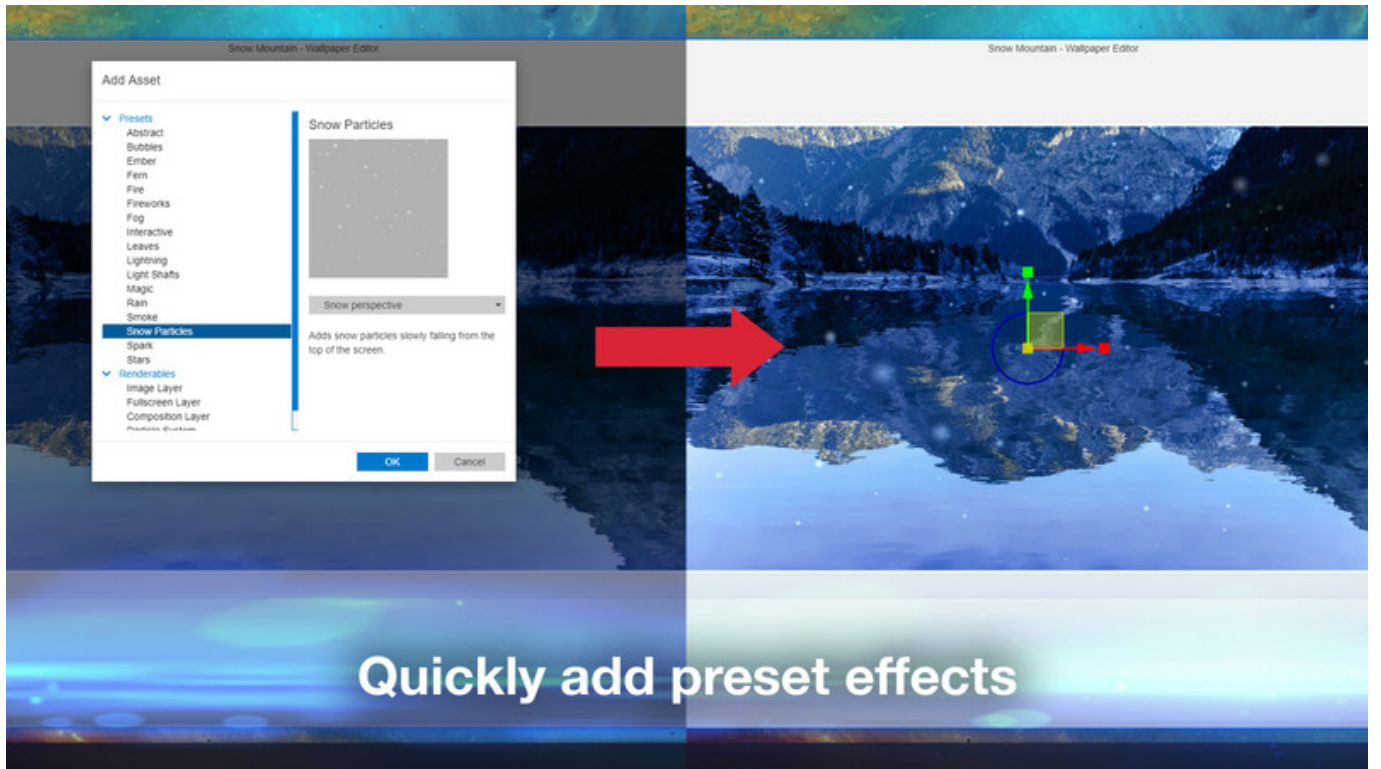 Snow Mountain - Wallpaper Editor
Add Asset
Presets
Abstract
Bubbles
Ember
Fern
Fire
Fireworks
Fog
Interactive
Leaves
Lightning
Light Shafts
Magic
Rain
Smoke
Snow Particles
Spark
Stars
Renderables
Image Layer
Fullscreen Layer
Composition Layer
Particle System
Snow Particles
Snow perspective
Adds snow particles slowly falling from the
top of the screen.
OK
Cancel
Snow Mountain - Wallpaper Editor
Quickly add preset effects